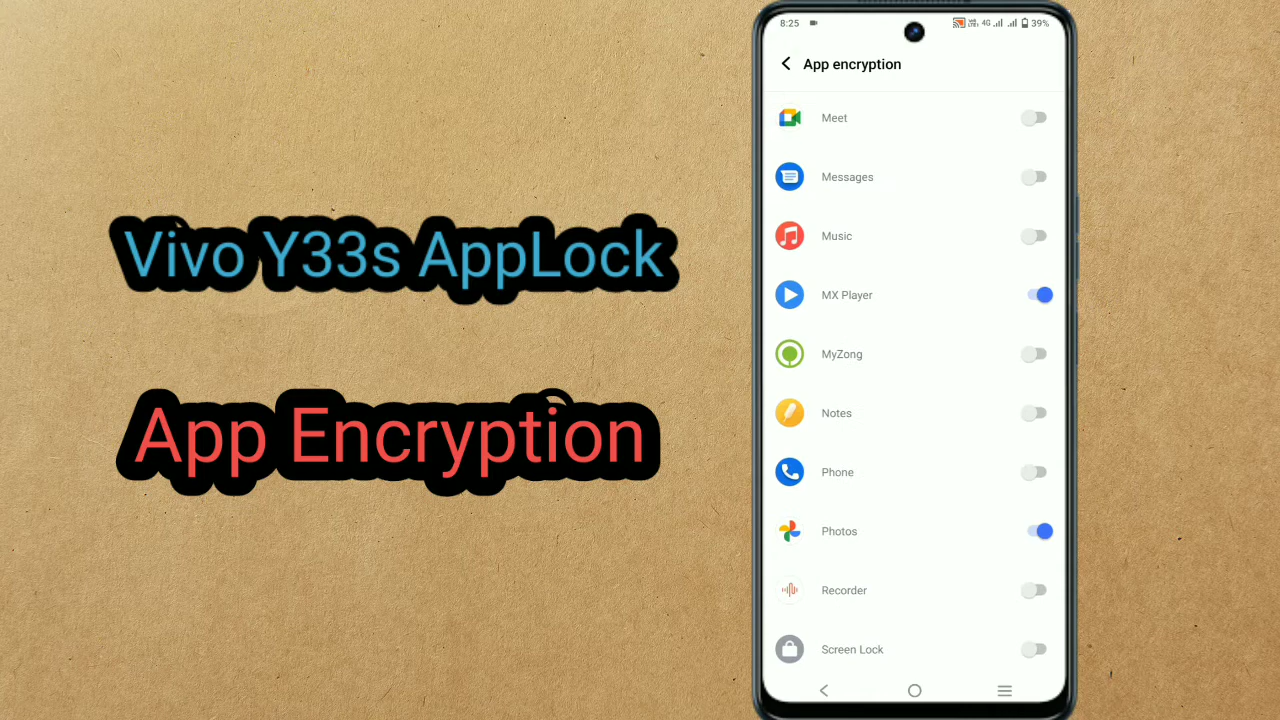 Vivo Y33s AppLock
App Encryption
8:25
4G
39%
App encryption
Meet
Messages
Music
MX Player
MyZong
Notes
Phone
Photos
Recorder
Screen Lock